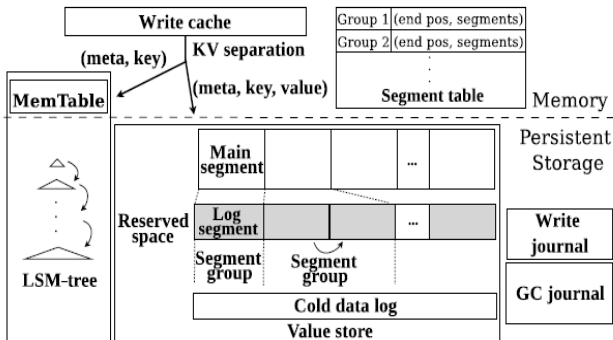 Write cache
KV separation
(meta, key)
(meta, key, value)
MemTable
Group 1 (end pos, segments)
Group 2 (end pos, segments)
.
.
.
Segment table
Memory
Persistent
Storage
Main
segment
...
Reserved
space
Log
segment
...
Segment
group
Segment
group
Cold data log
Value store
.
.
.
LSM-tree
Write
journal
GC journal